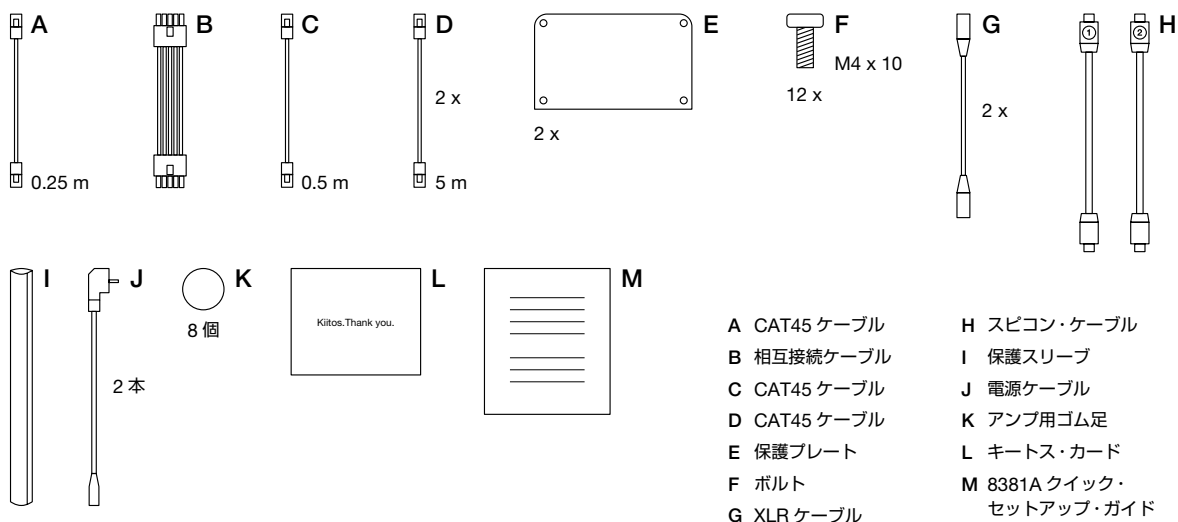 A
0.25 m
B
C
0.5 m
D
2 x
5 m
E
2 x
F
M4 x 10
12 x
G
2 x
① ②
H
I
J
2 本
K
8 個
L
Kiitos.Thank you.
M
A CAT45 ケーブル
B 相互接続ケーブル
C CAT45 ケーブル
D CAT45 ケーブル
E 保護プレート
F ボルト
G XLR ケーブル
H スピコン・ケーブル
I 保護スリーブ
J 電源ケーブル
K アンプ用ゴム足
L キートス・カード
M 8381A クイック・
セットアップ・ガイド